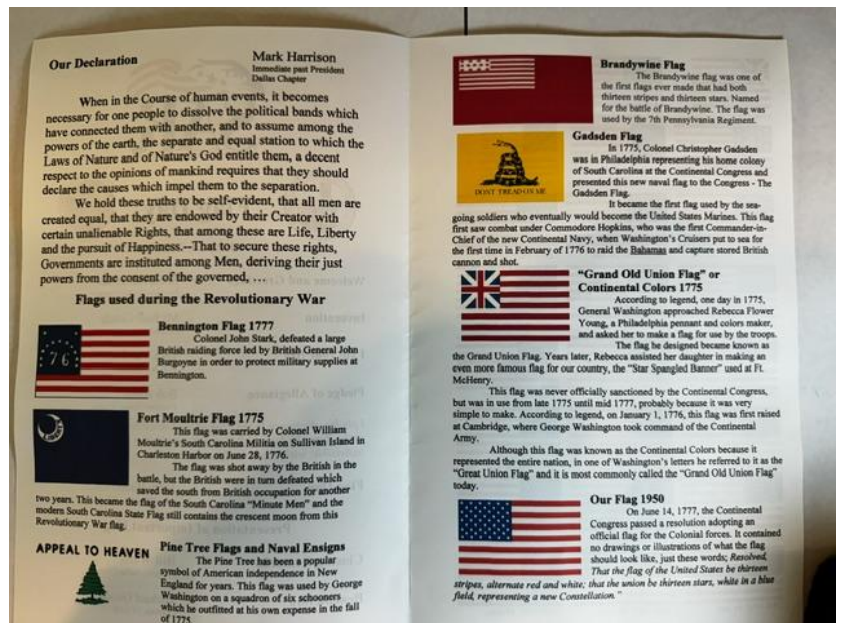 Our Declaration
Mark Harrison
Immediate past President
Dallas Chapter
When in the Course of human events, it becomes
necessary for one people to dissolve the political bands which
have connected them with another, and to assume among the
powers of the earth, the separate and equal station to which the
Laws of Nature and of Nature's God entitle them, a decent
respect to the opinions of mankind requires that they should
declare the causes which impel them to the separation.
We hold these truths to be self-evident, that all men are
created equal, that they are endowed by their Creator with
certain unalienable Rights, that among these are Life, Liberty
and the pursuit of Happiness.--That to secure these rights,
Governments are instituted among Men, deriving their just
powers from the consent of the governed, …
Flags used during the Revolutionary War
76
Bennington Flag 1777
Colonel John Stark, defeated a large
British raiding force led by British General John
Burgoyne in order to protect military supplies at
Bennington.
LIBERTY
Fort Moultrie Flag 1775
This flag was carried by Colonel William
Moultrie's South Carolina Militia on Sullivan Island in
Charleston Harbor on June 28, 1776.
The flag was shot away by the British in the
battle, but the British were in turn defeated which
saved the south from British occupation for another
two years. This became the flag of the South Carolina "Minute Men" and the
modern South Carolina State Flag still contains the crescent moon from this
Revolutionary War flag.
APPEAL TO HEAVEN
Pine Tree Flags and Naval Ensigns
The Pine Tree has been a popular
symbol of American independence in New
England for years. This flag was used by George
Washington on a squadron of six schooners
which he outfitted at his own expense in the fall
of 1775
Brandywine Flag
The Brandywine flag was one of
the first flags ever made that had both
thirteen stripes and thirteen stars. Named
for the battle of Brandywine. The flag was
used by the 7th Pennsylvania Regiment.
DONT TREAD ON ME
Gadsden Flag
In 1775, Colonel Christopher Gadsden
was in Philadelphia representing his home colony
of South Carolina at the Continental Congress and
presented this new naval flag to the Congress - The
Gadsden Flag.
It became the first flag used by the sea-
going soldiers who eventually would become the United States Marines. This flag
first saw combat under Commodore Hopkins, who was the first Commander-in-
Chief of the new Continental Navy, when Washington's Cruisers put to sea for
the first time in February of 1776 to raid the Bahamas and capture stored British
cannon and shot.
"Grand Old Union Flag" or
Continental Colors 1775
According to legend, one day in 1775,
General Washington approached Rebecca Flower
Young, a Philadelphia pennant and colors maker,
and asked her to make a flag for use by the troops.
The flag he designed became known as
the Grand Union Flag. Years later, Rebecca assisted her daughter in making an
even more famous flag for our country, the "Star Spangled Banner" used at Ft.
McHenry.
This flag was never officially sanctioned by the Continental Congress,
but was in use from late 1775 until mid 1777, probably because it was very
simple to make. According to legend, on January 1, 1776, this flag was first raised
at Cambridge, where George Washington took command of the Continental
Army.
Although this flag was known as the Continental Colors because it
represented the entire nation, in one of Washington's letters he referred to it as the
"Great Union Flag" and it is most commonly called the "Grand Old Union Flag"
today.
Our Flag 1950
On June 14, 1777, the Continental
Congress passed a resolution adopting an
official flag for the Colonial forces. It contained
no drawings or illustrations of what the flag
should look like, just these words; Resolved,
That the flag of the United States be thirteen
stripes, alternate red and white; that the union be thirteen stars, white in a blue
field, representing a new Constellation."